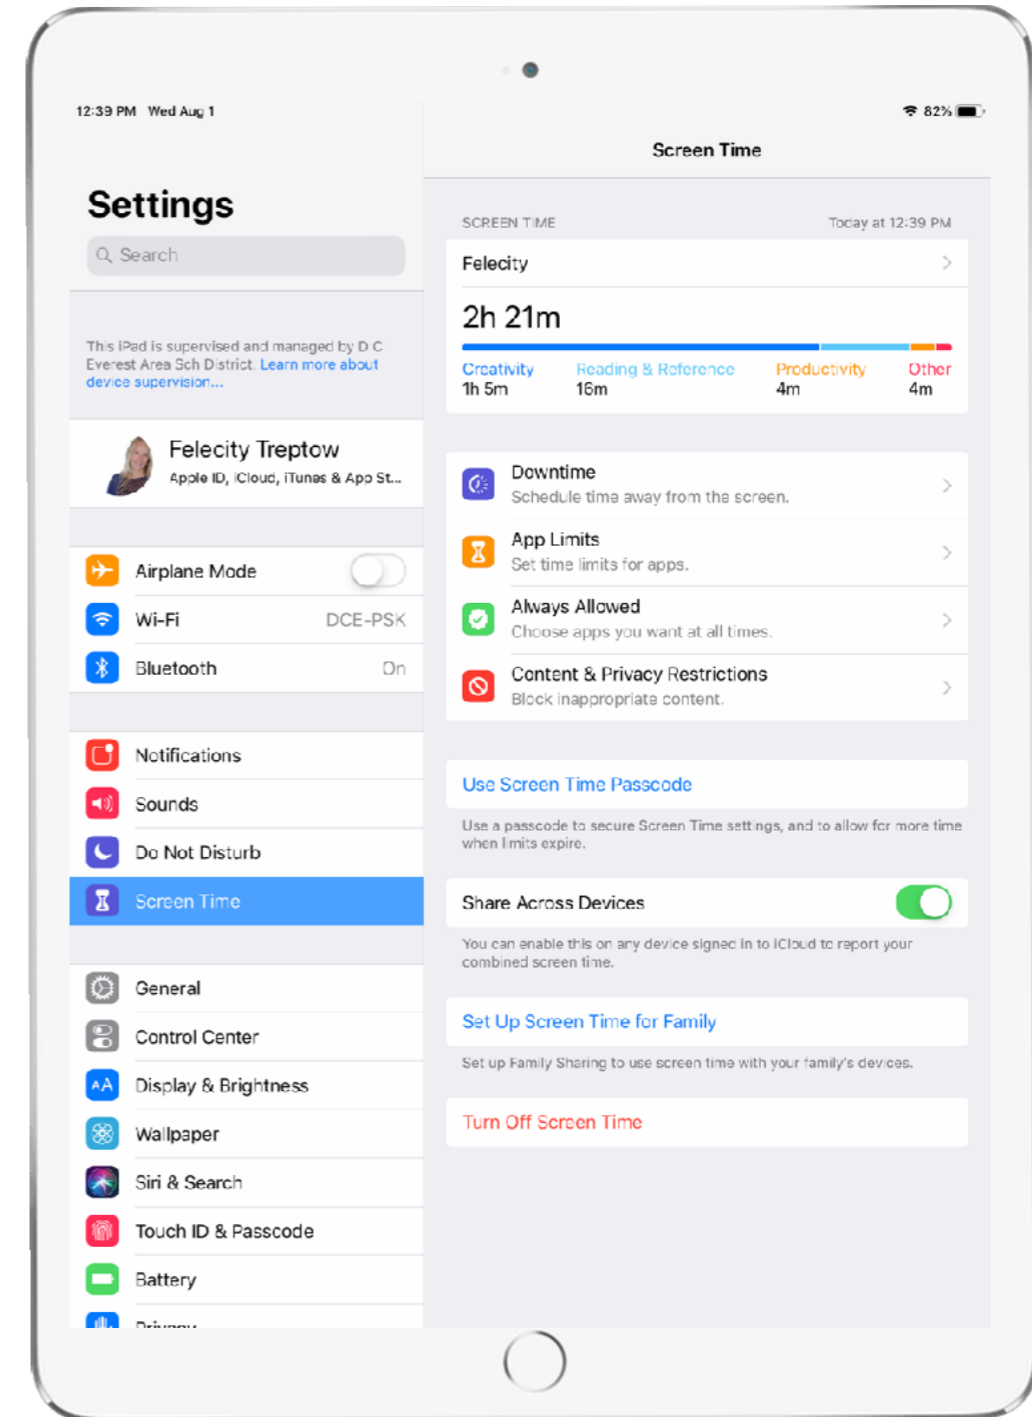 12:39 PM Wed Aug 1
82%
Settings
Search
This iPad is supervised and managed by D C
Everest Area Sch District. Learn more about
device supervision...
Felecity Treptow
Apple ID, iCloud, iTunes & App St...
Airplane Mode
Wi-Fi DCE-PSK
Bluetooth On
Notifications
Sounds
Do Not Disturb
Screen Time
General
Control Center
AA Display & Brightness
Wallpaper
Siri & Search
Touch ID & Passcode
Battery
Privacy
Screen Time
SCREEN TIME Today at 12:39 PM
Felecity
2h 21m
Creativity Reading & Reference Productivity Other
1h 5m 16m 4m 4m
Downtime
Schedule time away from the screen.
App Limits
Set time limits for apps.
Always Allowed
Choose apps you want at all times.
Content & Privacy Restrictions
Block inappropriate content.
Use Screen Time Passcode
Use a passcode to secure Screen Time settings, and to allow for more time
when limits expire.
Share Across Devices
You can enable this on any device signed in to iCloud to report your
combined screen time.
Set Up Screen Time for Family
Set up Family Sharing to use screen time with your family's devices.
Turn Off Screen Time